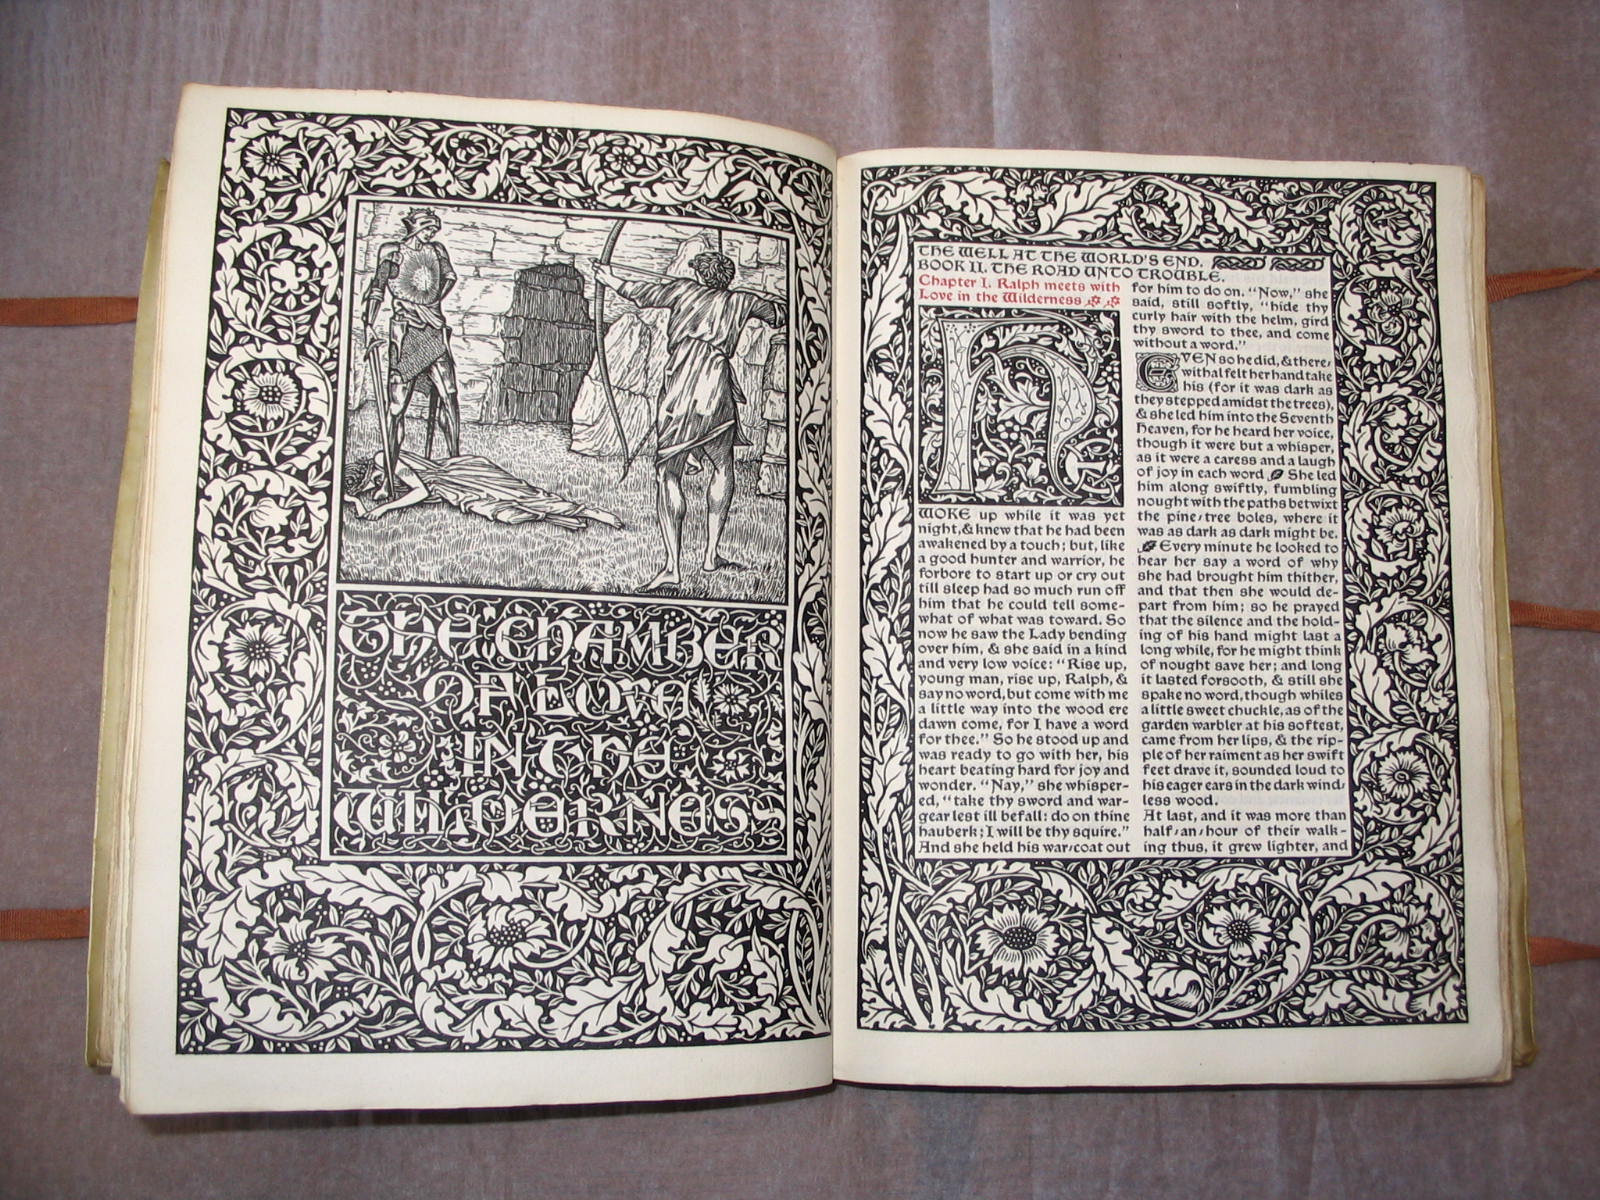 THE CHAMBER
OF LOVE
IN THE
WILDERNESS
THE WELL AT THE WORLD'S END.
BOOK II. THE ROAD UNTO TROUBLE.
Chapter I. Ralph meets with
Love in the Wilderness
HE
WOKE up while it was yet
night, & knew that he had been
awakened by a touch; but, like
a good hunter and warrior, he
forbore to start up or cry out
till sleep had so much run off
him that he could tell some-
what of what was toward. So
now he saw the Lady bending
over him, & she said in a kind
and very low voice: "Rise up,
young man, rise up, Ralph, &
say no word, but come with me
a little way into the wood ere
dawn come, for I have a word
for thee." So he stood up and
was ready to go with her, his
heart beating hard for joy and
wonder. "Nay," she whisper-
ed, "take thy sword and war-
gear lest ill befall: do on thine
hauberk; I will be thy squire."
And she held his war-coat out
for him to do on. "Now," she
said, still softly, "hide thy
curly hair with the helm, gird
thy sword to thee, and come
without a word."
EVEN so he did, & there-
withal felt her hand take
his (for it was dark as
they stepped amidst the trees),
& she led him into the Seventh
Heaven, for he heard her voice,
though it were but a whisper,
as it were a caress and a laugh
of joy in each word. She led
him along swiftly, fumbling
nought with the paths betwixt
the pine-tree boles, where it
was as dark as dark might be.
Every minute he looked to
hear her say a word of why
she had brought him thither,
and that then she would de-
part from him; so he prayed
that the silence and the hold-
ing of his hand might last a
long while, for he might think
of nought save her; and long
it lasted forsooth, & still she
spake no word, though whiles
a little sweet chuckle, as of the
garden warbler at his softest,
came from her lips, & the rip-
ple of her raiment as her swift
feet drave it, sounded loud to
his eager ears in the dark wind-
less wood.
At last, and it was more than
half-an-hour of their walk-
ing thus, it grew lighter, and